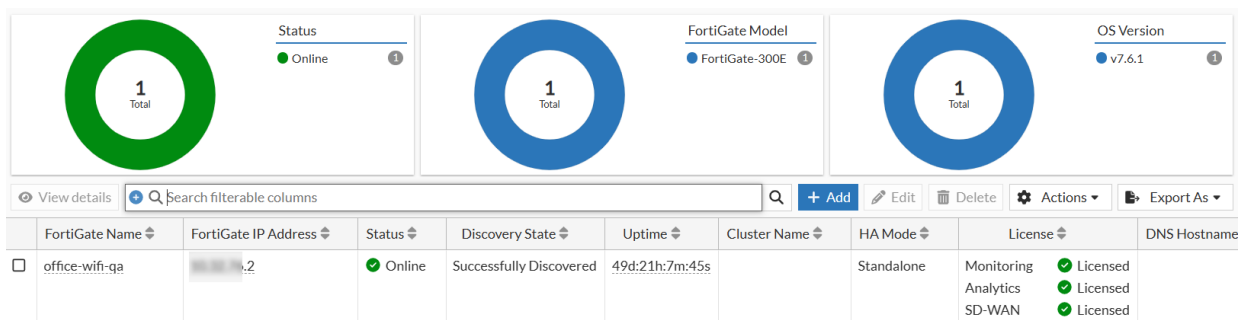 Status
Online 1
1
Total
FortiGate Model
FortiGate-300E 1
1
Total
OS Version
v7.6.1 1
1
Total
View details
Search filterable columns
+ Add
Edit
Delete
Actions
Export As
FortiGate Name FortiGate IP Address Status Discovery State Uptime Cluster Name HA Mode License DNS Hostname
office-wifi-qa .2 Online Successfully Discovered 49d:21h:7m:45s Standalone Monitoring Licensed
Analytics Licensed
SD-WAN Licensed